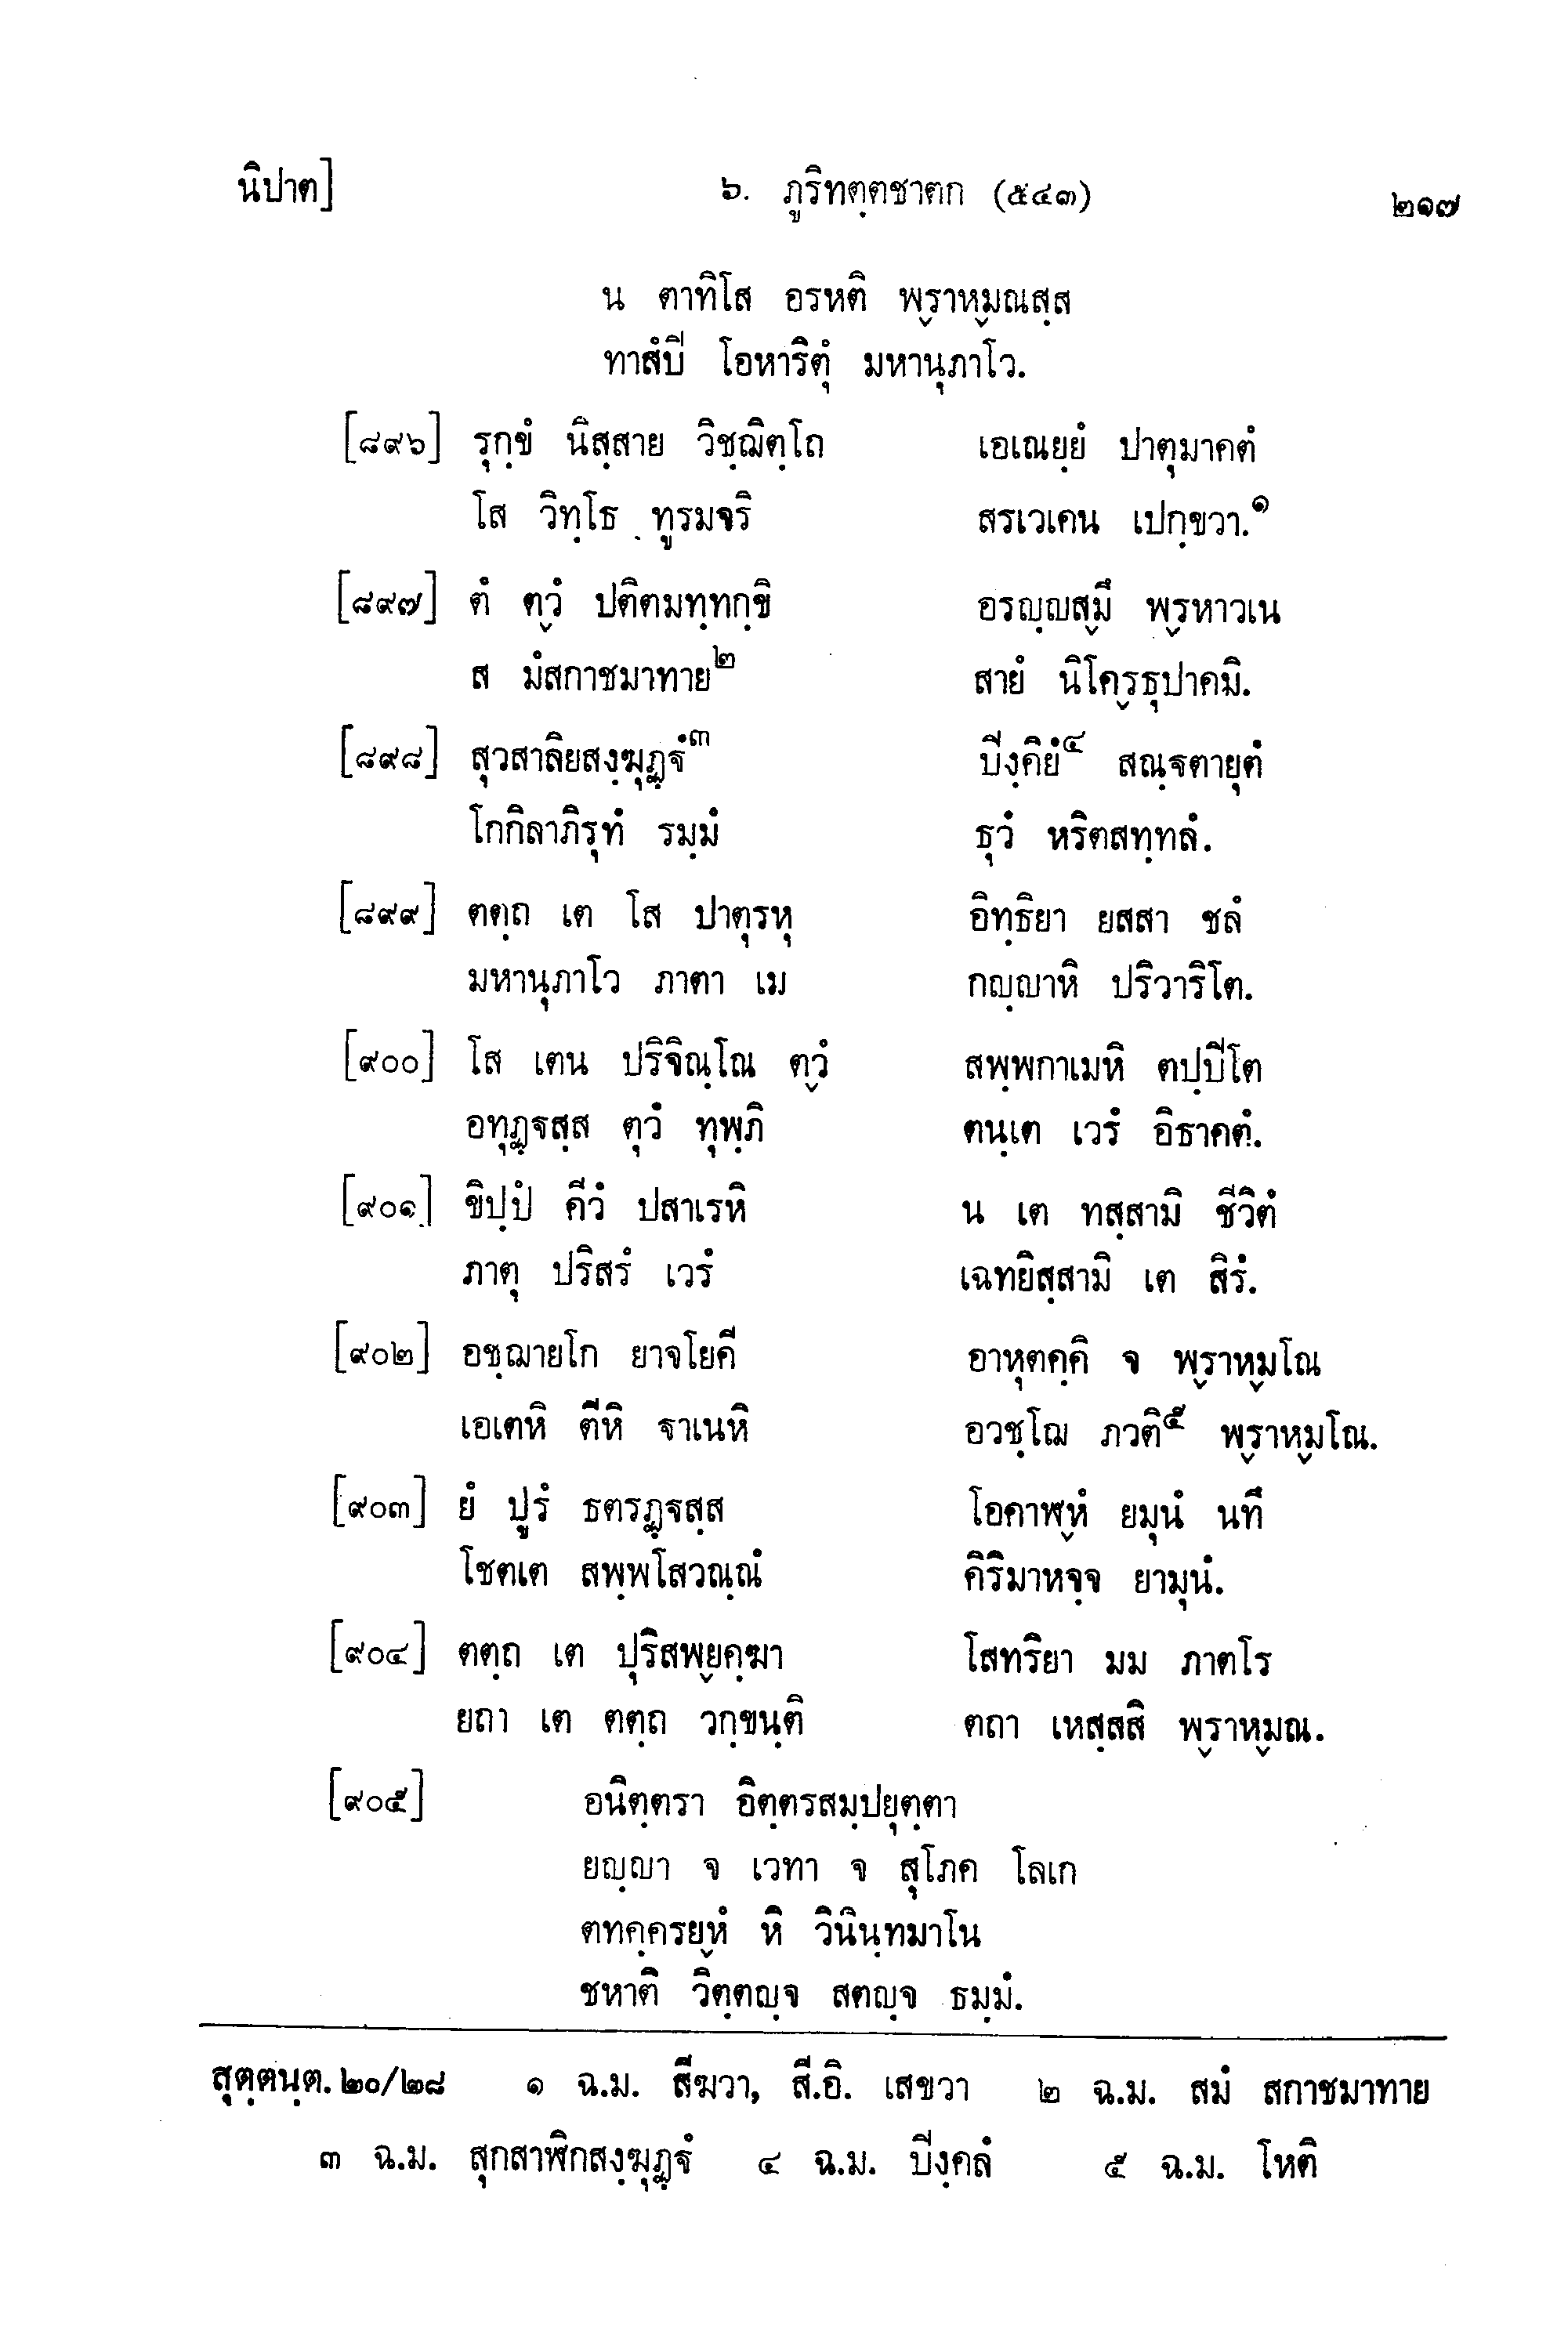 นิปาต] ๖. ภูริทตฺตชาตก (๕๔๓) ๒๑๗
น ตาทิโส อรหติ พฺราหฺมณสฺส
ทาสํปิ โอหาริตุํ มหานุภาโว.
[๘๙๖] รุกฺขํ นิสฺสาย วิชฺฌิตฺโถ เอเณยฺยํ ปาตุมาคตํ
โส วิทฺโธ ทูรมจริ สรเวเคน เปกฺขวา.๑
[๘๙๗] ตํ ตฺวํ ปติตมทฺทกฺขิ อรญฺญสฺมึ พฺรหาวเน
ส มํสกาชมาทาย๒ สายํ นิโคฺรธุปาคมิ.
[๘๙๘] สุวสาลิยสงฺฆุฏฺฐํ๓ ปิงฺคิยํ๔ สณฺฐตายุตํ
โกกิลาภิรุทํ รมฺมํ ธุวํ หริตสทฺทลํ.
[๘๙๙] ตตฺถ เต โส ปาตุรหุ อิทฺธิยา ยสสา ชลํ
มหานุภาโว ภาตา เม กญฺญาหิ ปริวาริโต.
[๙๐๐] โส เตน ปริจิณฺโณ ตฺวํ สพฺพกาเมหิ ตปฺปิโต
อทุฏฺฐสฺส ตุวํ ทุพฺภิ ตนฺเต เวรํ อิธาคตํ.
[๙๐๑] ขิปฺปํ คีวํ ปสาเรหิ น เต ทสฺสามิ ชีวิตํ
ภาตุ ปริสรํ เวรํ เฉทยิสฺสามิ เต สิรํ.
[๙๐๒] อชฺฌายโก ยาจโยคี อาหุตคฺคิ จ พฺราหฺมโณ
เอเตหิ ตีหิ ฐาเนหิ อวชฺโฌ ภวติ๕ พฺราหฺมโณ.
[๙๐๓] ยํ ปูรํ ธตรฏฺฐสฺส โอคาฬฺหํ ยมุนํ นทึ
โชตเต สพฺพโสวณฺณํ คิริมาหจฺจ ยามุนํ.
[๙๐๔] ตตฺถ เต ปุริสพฺยคฺฆา โสทริยา มม ภาตโร
ยถา เต ตตฺถ วกฺขนฺติ ตถา เหสฺสสิ พฺราหฺมณ.
[๙๐๕] อนิตฺตรา อิตฺตรสมฺปยุตฺตา
ยญฺญา จ เวทา จ สุโภค โลเก
ตทคฺครยฺหํ หิ วินินฺทมาโน
ชหาติ วิตฺตญฺจ สตญฺจ ธมฺมํ.
สุตฺตนฺต. ๒๐/๒๘ ๑ ฉ.ม. สีฆวา, สี.อิ. เสขวา ๒ ฉ.ม. สมํ สกาชมาทาย
๓ ฉ.ม. สุกสาฬิกสงฺฆุฏฺฐํ ๔ ฉ.ม. ปิงฺคลํ ๕ ฉ.ม. โหติ